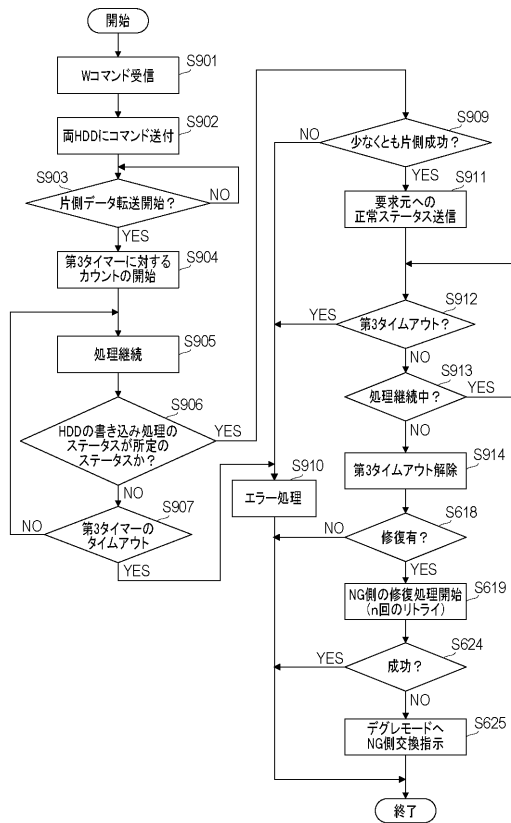 開始
S901
Wコマンド受信
S902
両HDDにコマンド送付
S903
片側データ転送開始？
NO
YES
S904
第3タイマーに対する
カウントの開始
S905
処理継続
S906
HDDの書き込み処理の
ステータスが所定の
ステータスか？
YES
NO
S907
第3タイマーの
タイムアウト
NO
YES
S909
少なくとも片側成功？
NO
YES
S911
要求元への
正常ステータス送信
S912
第3タイムアウト？
YES
NO
S913
処理継続中？
YES
NO
S914
第3タイムアウト解除
S910
エラー処理
S618
修復有？
NO
YES
S619
NG側の修復処理開始
(n回のリトライ)
S624
成功？
YES
NO
S625
デグレモードへ
NG側交換指示
終了